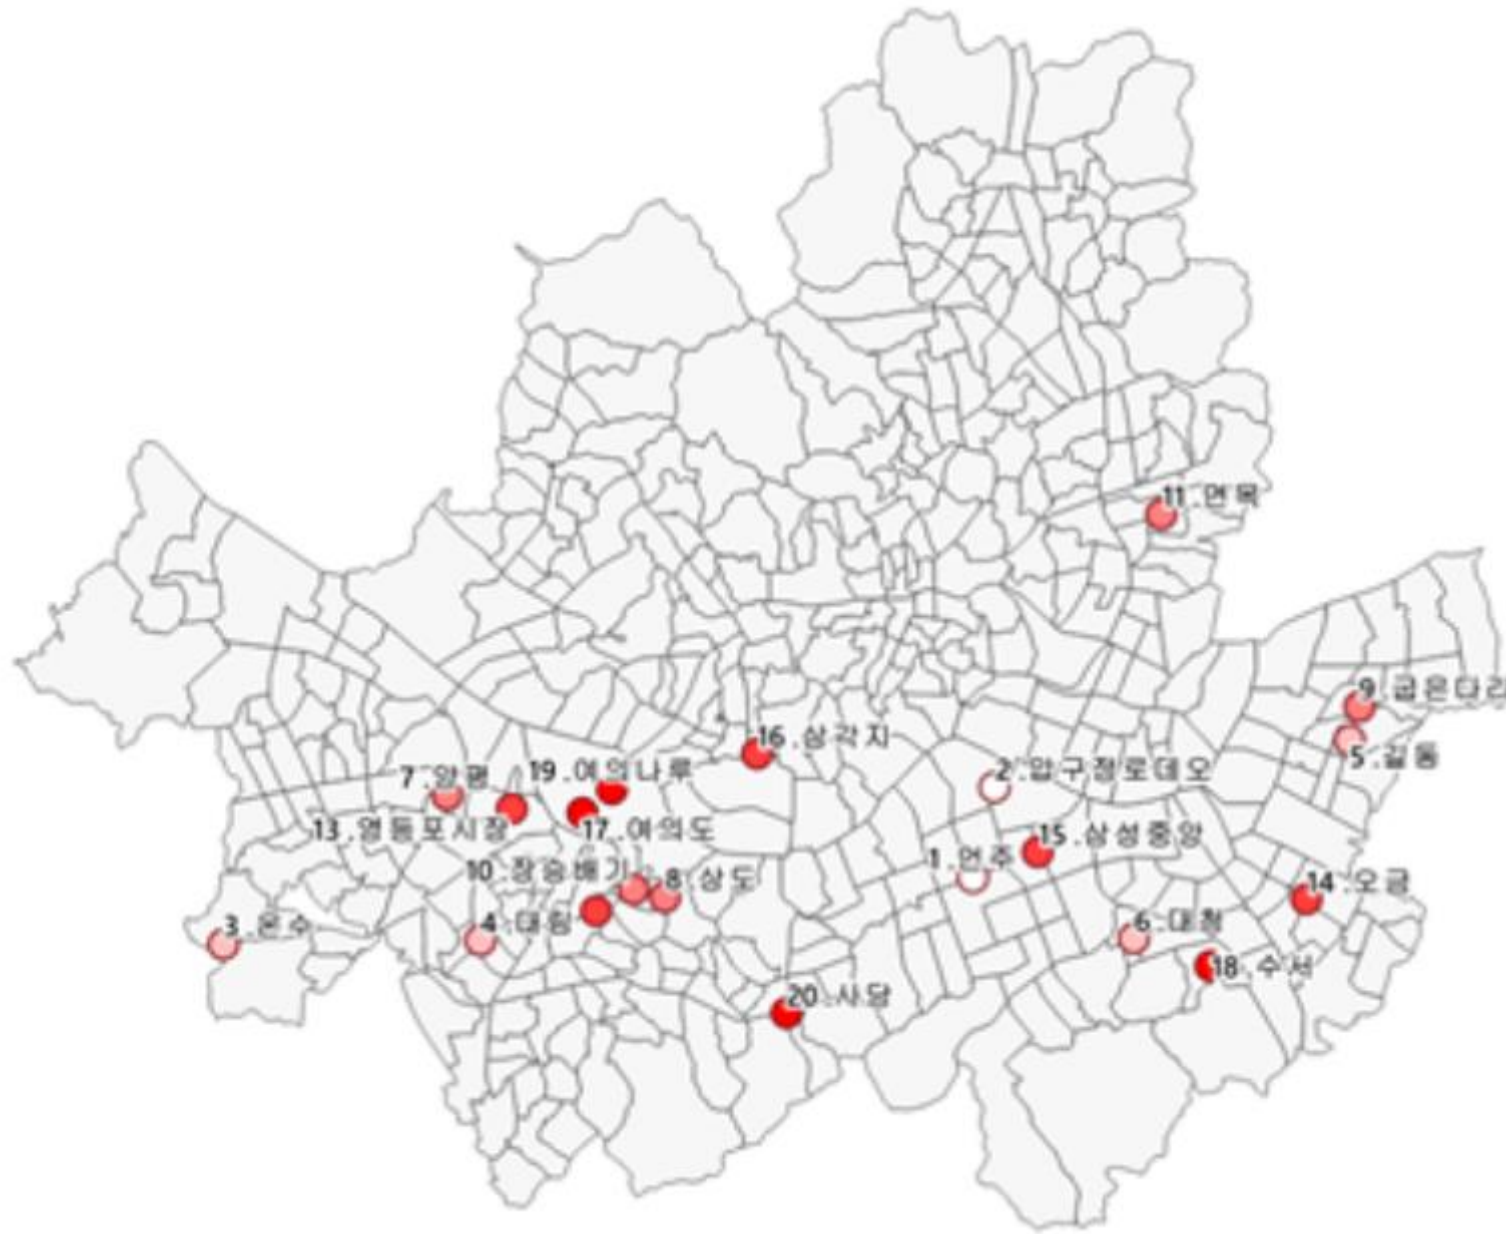 11 .면목
9 .굽은다리
16 .삼각지
5 .길동
7 .양평
19 .여의나루
2 .압구정로데오
13 .영등포시장
17 .여의도
15 .삼성중앙
1 .언주
10 .장승배기
8 .상도
14 .오금
3 .온수
4 .대림
6 .대청
18 .수서
20 .사당